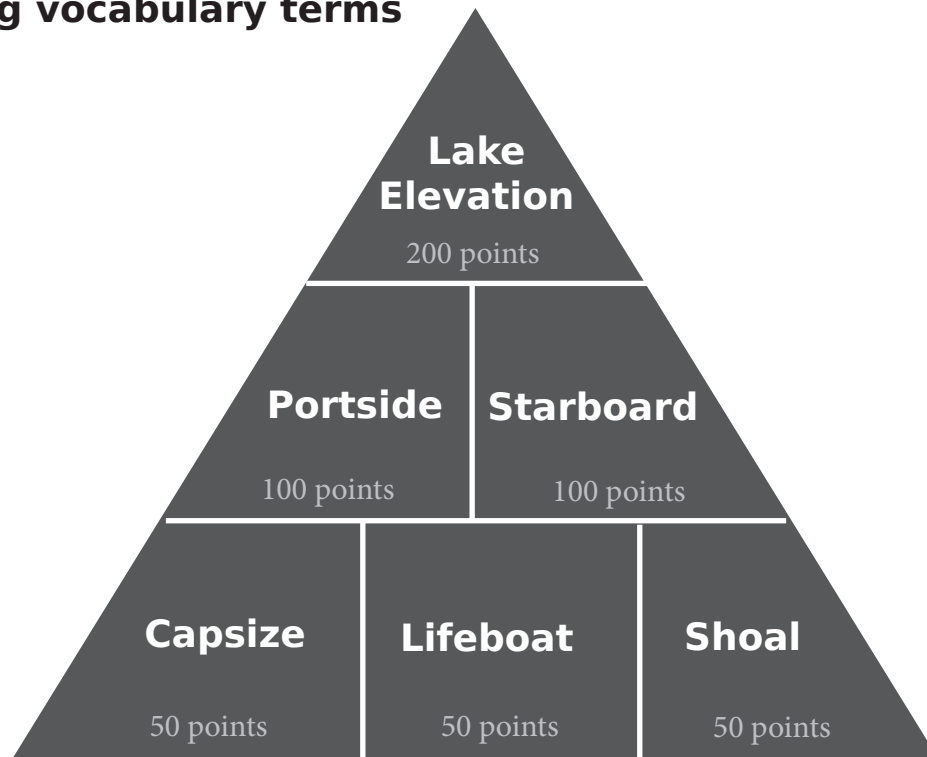 g vocabulary terms
Lake
Elevation
200 points
Portside
Starboard
100 points
100 points
Capsize
Lifeboat
Shoal
50 points
50 points
50 points